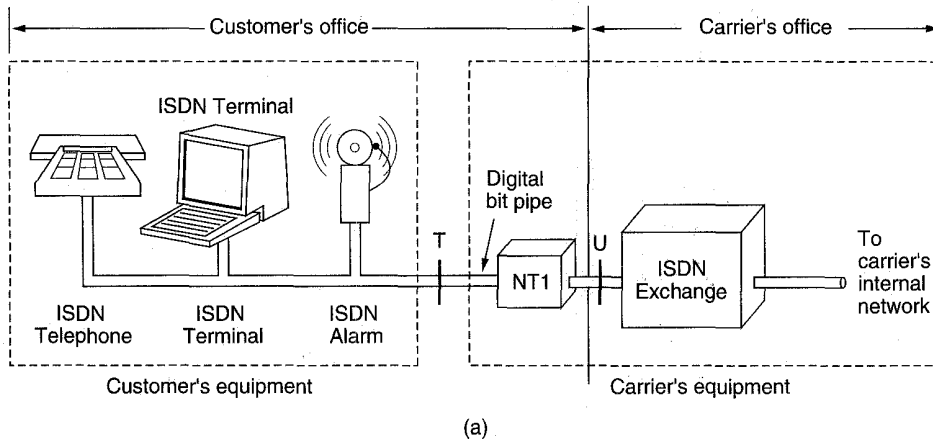 Customer's office
Carrier's office
ISDN Terminal
Digital
bit pipe
T
U
NT1
ISDN
Exchange
To
carrier's
internal
network
ISDN
Telephone
ISDN
Terminal
ISDN
Alarm
Customer's equipment
Carrier's equipment
(a)